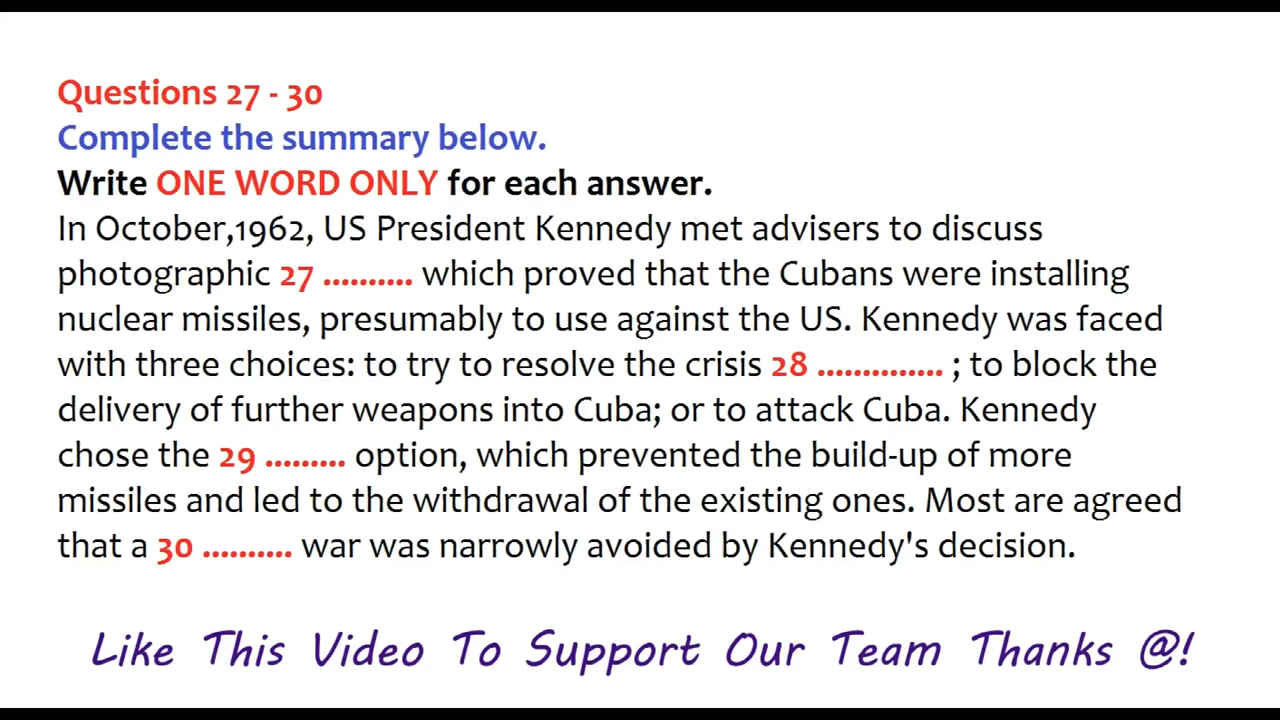 Questions 27 - 30
Complete the summary below.
Write ONE WORD ONLY for each answer.
In October,1962, US President Kennedy met advisers to discuss
photographic 27 .......... which proved that the Cubans were installing
nuclear missiles, presumably to use against the US. Kennedy was faced
with three choices: to try to resolve the crisis 28 .............. ; to block the
delivery of further weapons into Cuba; or to attack Cuba. Kennedy
chose the 29 ......... option, which prevented the build-up of more
missiles and led to the withdrawal of the existing ones. Most are agreed
that a 30 .......... war was narrowly avoided by Kennedy's decision.
Like This Video To Support Our Team Thanks @!